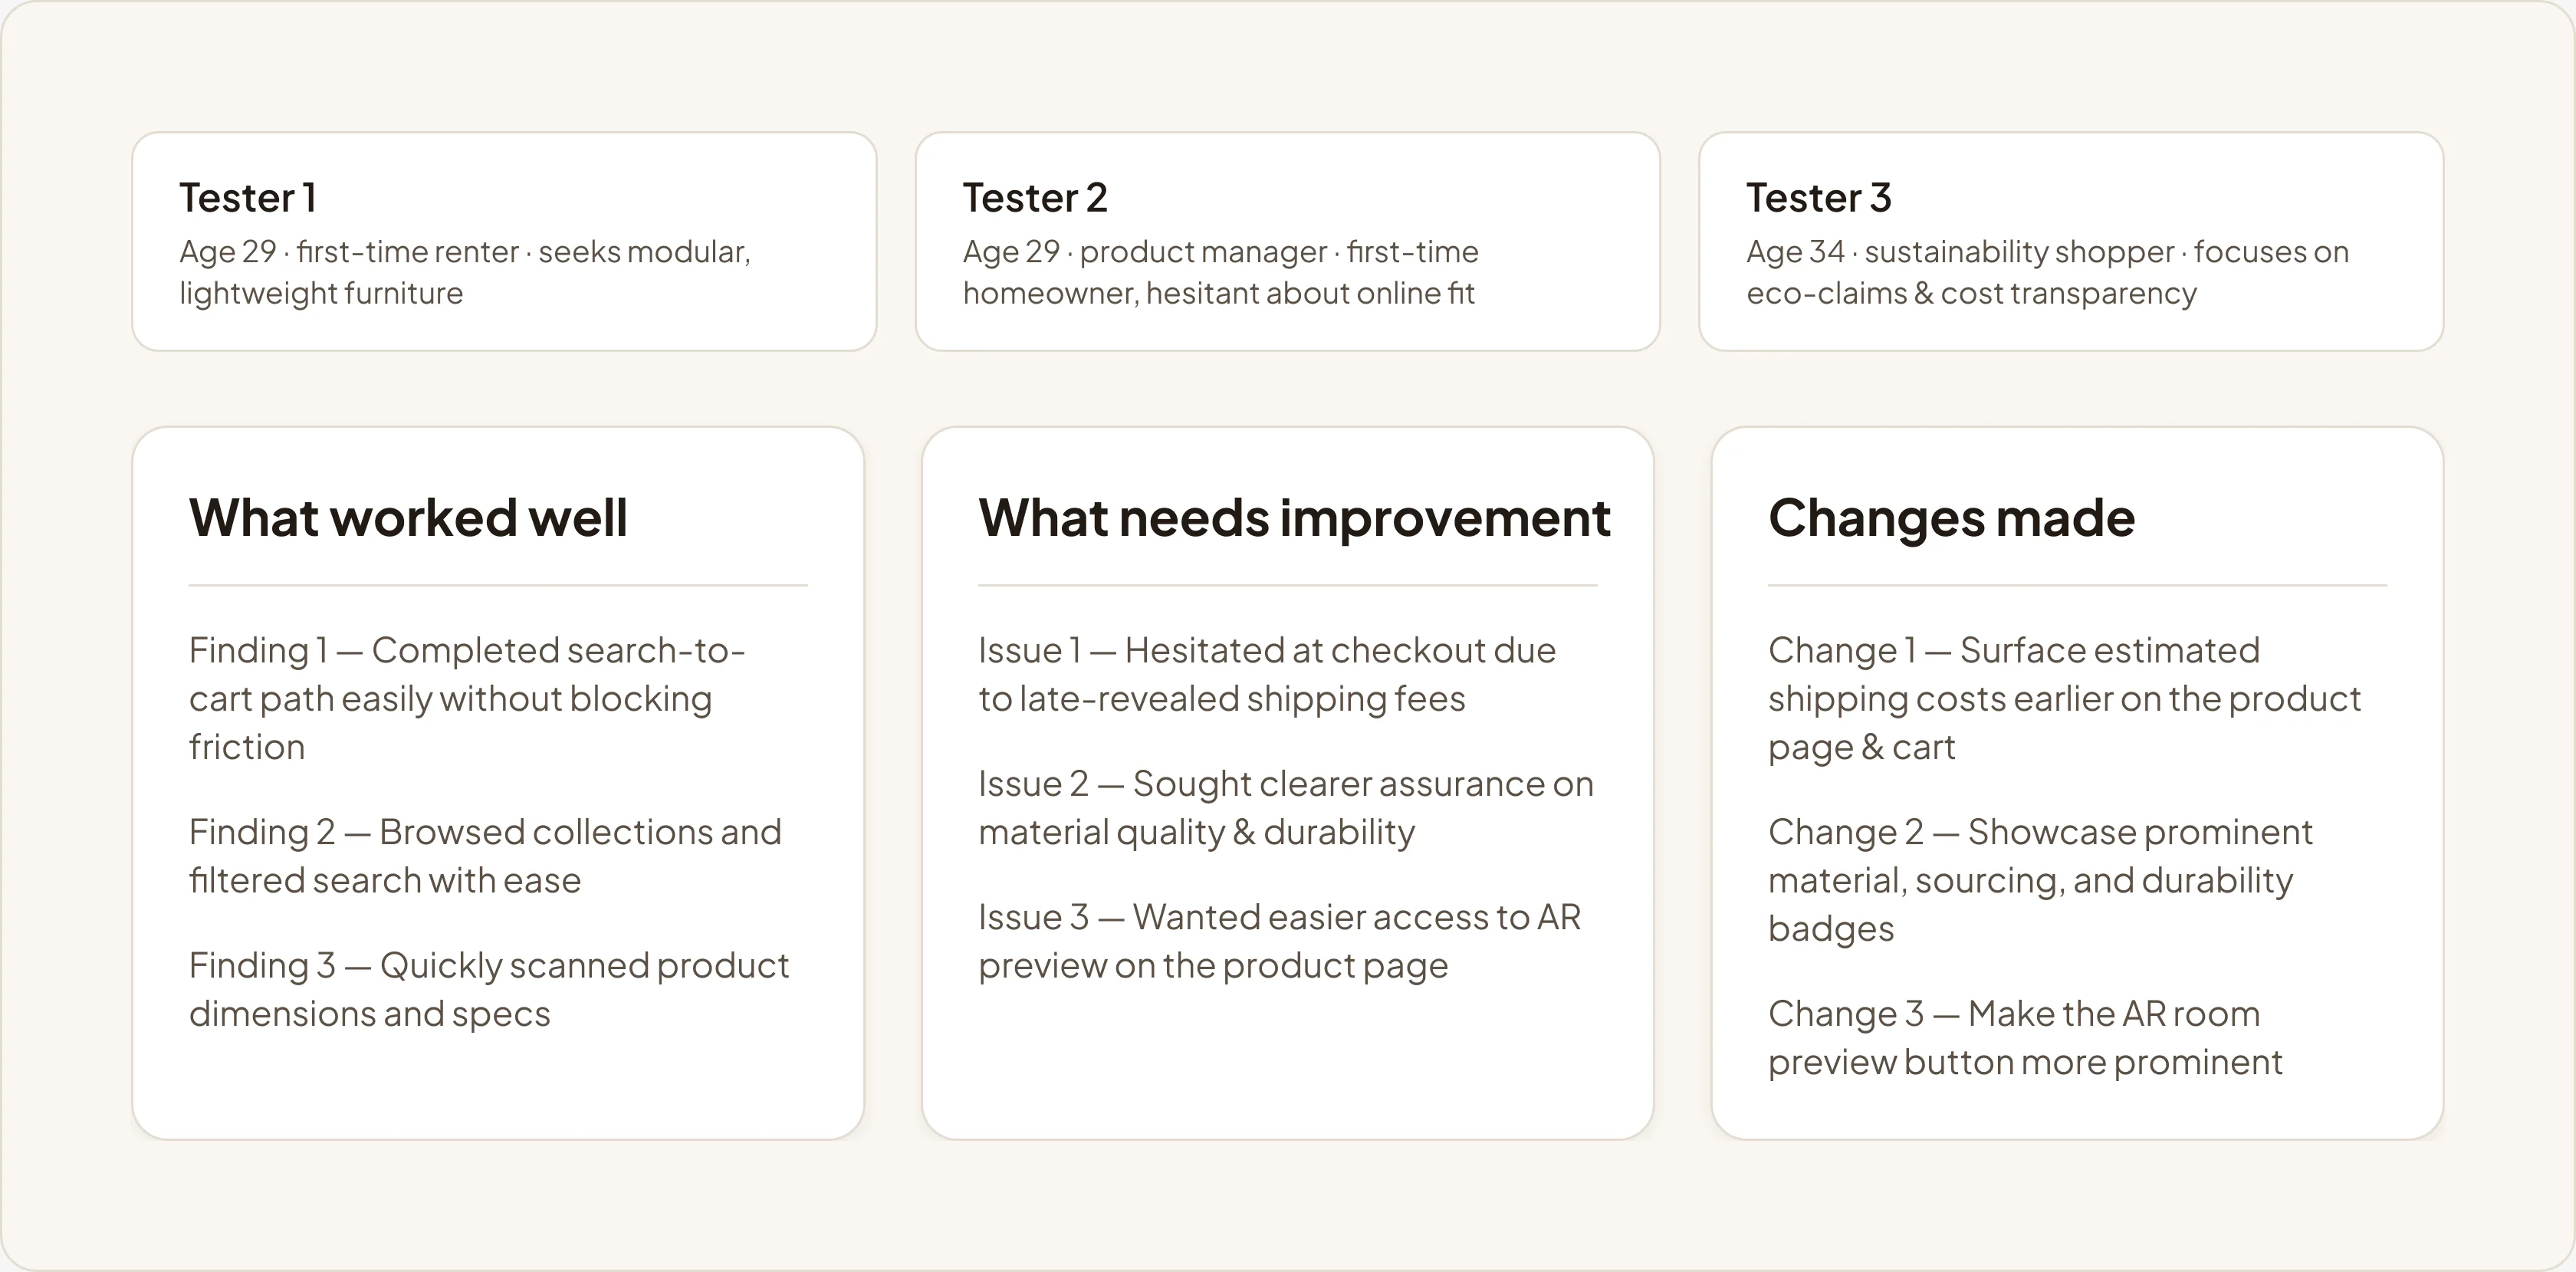 Tester 1
Age 29 · first-time renter · seeks modular,
lightweight furniture
Tester 2
Age 29 · product manager · first-time
homeowner, hesitant about online fit
Tester 3
Age 34 · sustainability shopper · focuses on
eco-claims & cost transparency
What worked well
Finding 1 — Completed search-to-
cart path easily without blocking
friction
Finding 2 — Browsed collections and
filtered search with ease
Finding 3 — Quickly scanned product
dimensions and specs
What needs improvement
Issue 1 — Hesitated at checkout due
to late-revealed shipping fees
Issue 2 — Sought clearer assurance on
material quality & durability
Issue 3 — Wanted easier access to AR
preview on the product page
Changes made
Change 1 — Surface estimated
shipping costs earlier on the product
page & cart
Change 2 — Showcase prominent
material, sourcing, and durability
badges
Change 3 — Make the AR room
preview button more prominent